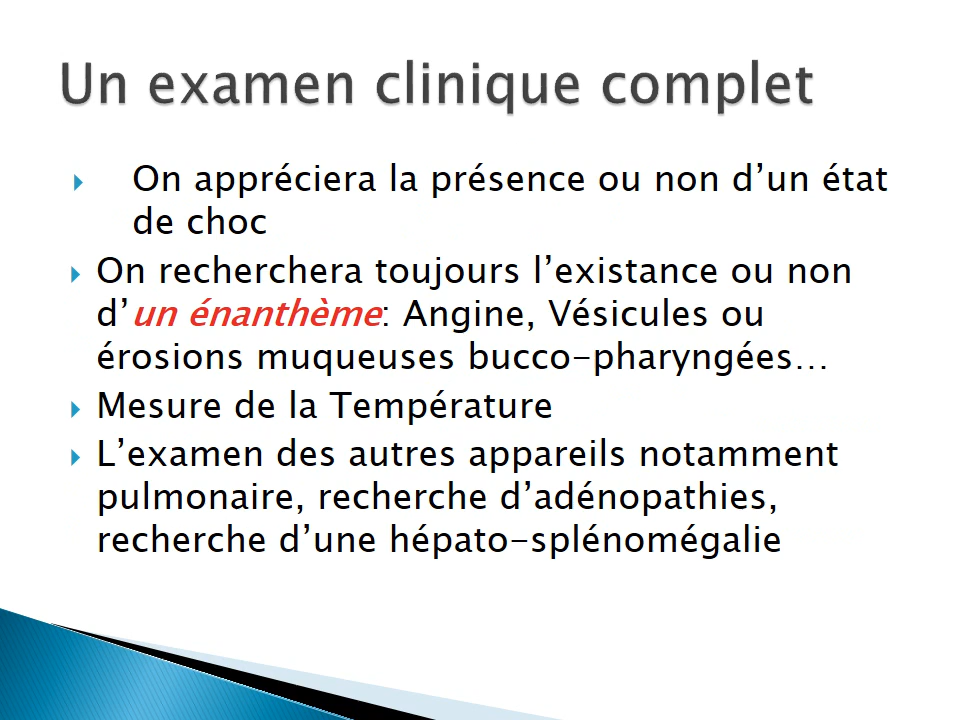 Un examen clinique complet
On appréciera la présence ou non d’un état
de choc
On recherchera toujours l’existance ou non
d’un énanthème: Angine, Vésicules ou
érosions muqueuses bucco-pharyngées…
Mesure de la Température
L’examen des autres appareils notamment
pulmonaire, recherche d’adénopathies,
recherche d’une hépato-splénomégalie